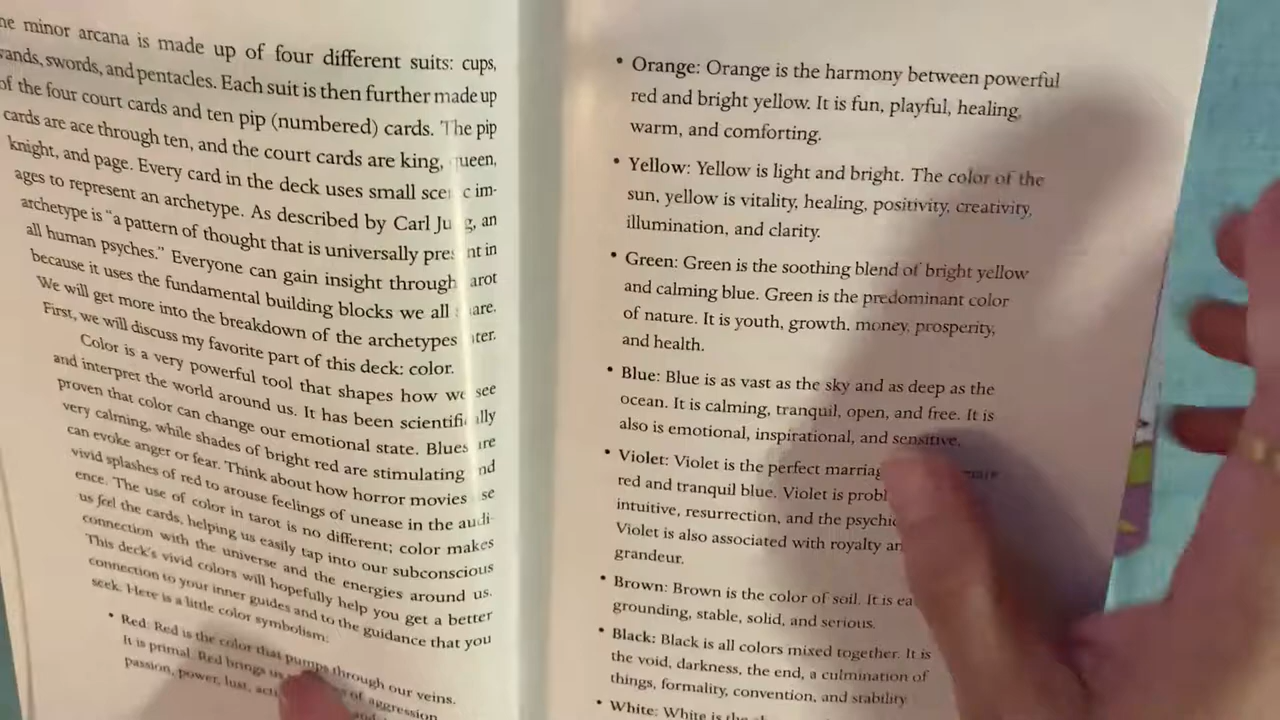 minor arcana is made up of four different suits: cups,
swords, and pentacles. Each suit is then further made up
of the four court cards and ten pip (numbered) cards. The pip
cards are ace through ten, and the court cards are king, queen,
knight, and page. Every card in the deck uses small scenic im-
ages to represent an archetype. As described by Carl Jung, an
archetype is “a pattern of thought that is universally present in
all human psyches.” Everyone can gain insight through tarot
because it uses the fundamental building blocks we all share.
We will get more into the breakdown of the archetypes later.
First, we will discuss my favorite part of this deck: color.
Color is a very powerful tool that shapes how we see
and interpret the world around us. It has been scientifically
proven that color can change our emotional state. Blues are
very calming, while shades of bright red are stimulating and
can evoke anger or fear. Think about how horror movies use
vivid splashes of red to arouse feelings of unease in the audi-
ence. The use of color in tarot is no different; color makes
us feel the cards, helping us easily tap into our subconscious
connection with the universe and the energies around us.
This deck’s vivid colors will hopefully help you get a better
connection to your inner guides and to the guidance that you
seek. Here is a little color symbolism:
• Red: Red is the color that pumps through our veins.
It is primal. Red brings us of aggression
passion, power, lust,
• Orange: Orange is the harmony between powerful
red and bright yellow. It is fun, playful, healing,
warm, and comforting.
• Yellow: Yellow is light and bright. The color of the
sun, yellow is vitality, healing, positivity, creativity,
illumination, and clarity.
• Green: Green is the soothing blend of bright yellow
and calming blue. Green is the predominant color
of nature. It is youth, growth, money, prosperity,
and health.
• Blue: Blue is as vast as the sky and as deep as the
ocean. It is calming, tranquil, open, and free. It is
also is emotional, inspirational, and sensitive.
• Violet: Violet is the perfect
red and tranquil blue. Violet is
intuitive, resurrection, and the
Violet is also associated with royalty
grandeur.
• Brown: Brown is the color of soil. It is
grounding, stable, solid, and serious.
• Black: Black is all colors mixed together. It is
the void, darkness, the end, a culmination of
things, formality, convention, and stability.
• White: White is the